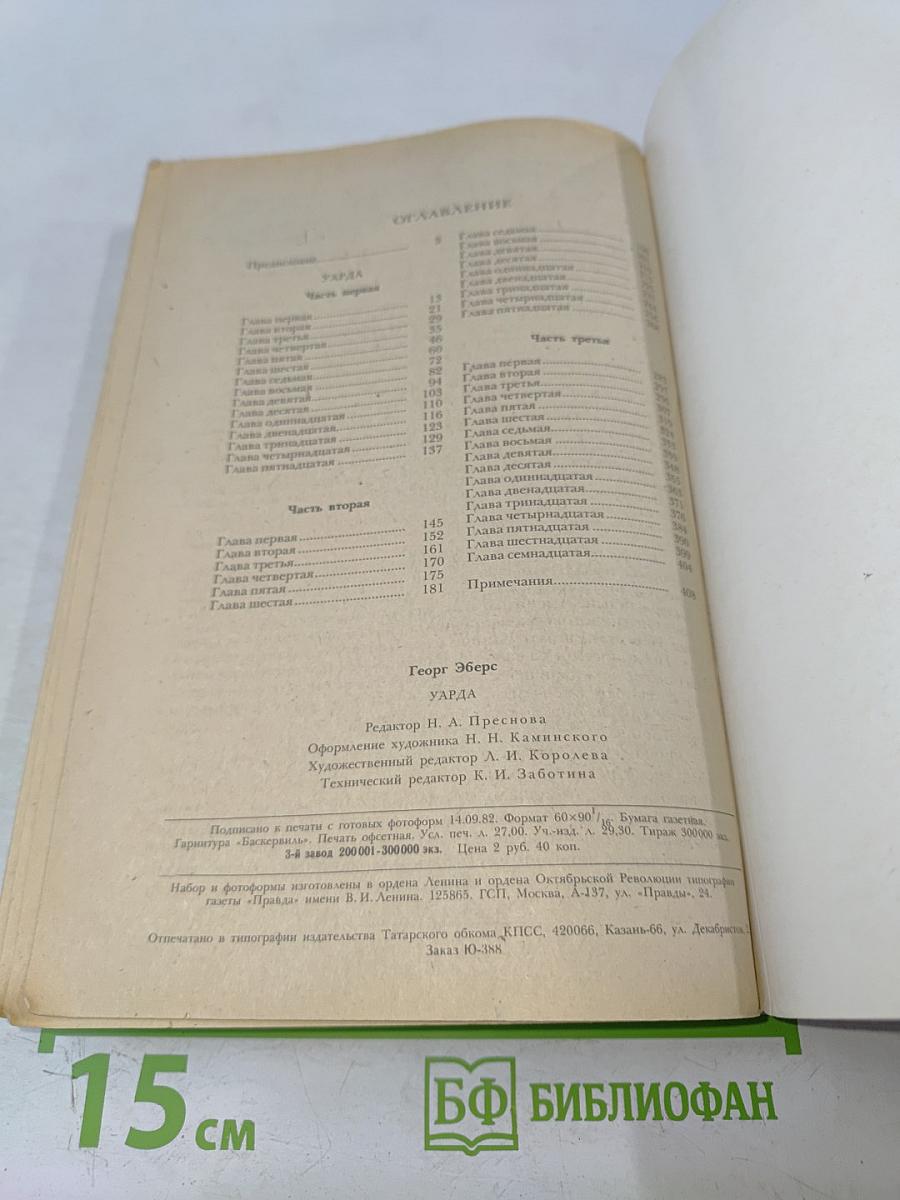 ОГЛАВЛЕНИЕ
Предисловие 5
УАРДА
Часть первая
Глава первая 13
Глава вторая 21
Глава третья 29
Глава четвертая 35
Глава пятая 46
Глава шестая 60
Глава седьмая 72
Глава восьмая 82
Глава девятая 94
Глава десятая 103
Глава одиннадцатая 110
Глава двенадцатая 116
Глава тринадцатая 123
Глава четырнадцатая 129
Глава пятнадцатая 137
Часть вторая
Глава первая 145
Глава вторая 152
Глава третья 161
Глава четвертая 170
Глава пятая 175
Глава шестая 181
Глава седьмая
Глава восьмая
Глава девятая
Глава десятая
Глава одиннадцатая
Глава двенадцатая
Глава тринадцатая
Глава четырнадцатая
Глава пятнадцатая
Часть третья
Глава первая
Глава вторая
Глава третья
Глава четвертая
Глава пятая
Глава шестая
Глава седьмая
Глава восьмая
Глава девятая
Глава десятая
Глава одиннадцатая
Глава двенадцатая
Глава тринадцатая
Глава четырнадцатая
Глава пятнадцатая
Глава шестнадцатая
Глава семнадцатая 404
Примечания 408
Георг Эберс
УАРДА
Редактор Н. А. Преснова
Оформление художника Н. Н. Каминского
Художественный редактор Л. И. Королева
Технический редактор К. И. Заботина
Подписано к печати с готовых фотоформ 14.09.82. Формат 60×90 1/16. Бумага газетная.
Гарнитура «Баскервиль». Печать офсетная. Усл. печ. л. 27,00. Уч.-изд. л. 29,30. Тираж 300 000 экз.
3-й завод 200 001-300 000 экз. Цена 2 руб. 40 коп.
Набор и фотоформы изготовлены в ордена Ленина и ордена Октябрьской Революции типографии
газеты «Правда» имени В. И. Ленина. 125865. ГСП, Москва, А-137, ул. «Правды», 24.
Отпечатано в типографии издательства Татарского обкома КПСС, 420066, Казань-66, ул. Декабристов,
Заказ Ю-388
15 см
БФ БИБЛИОФАН